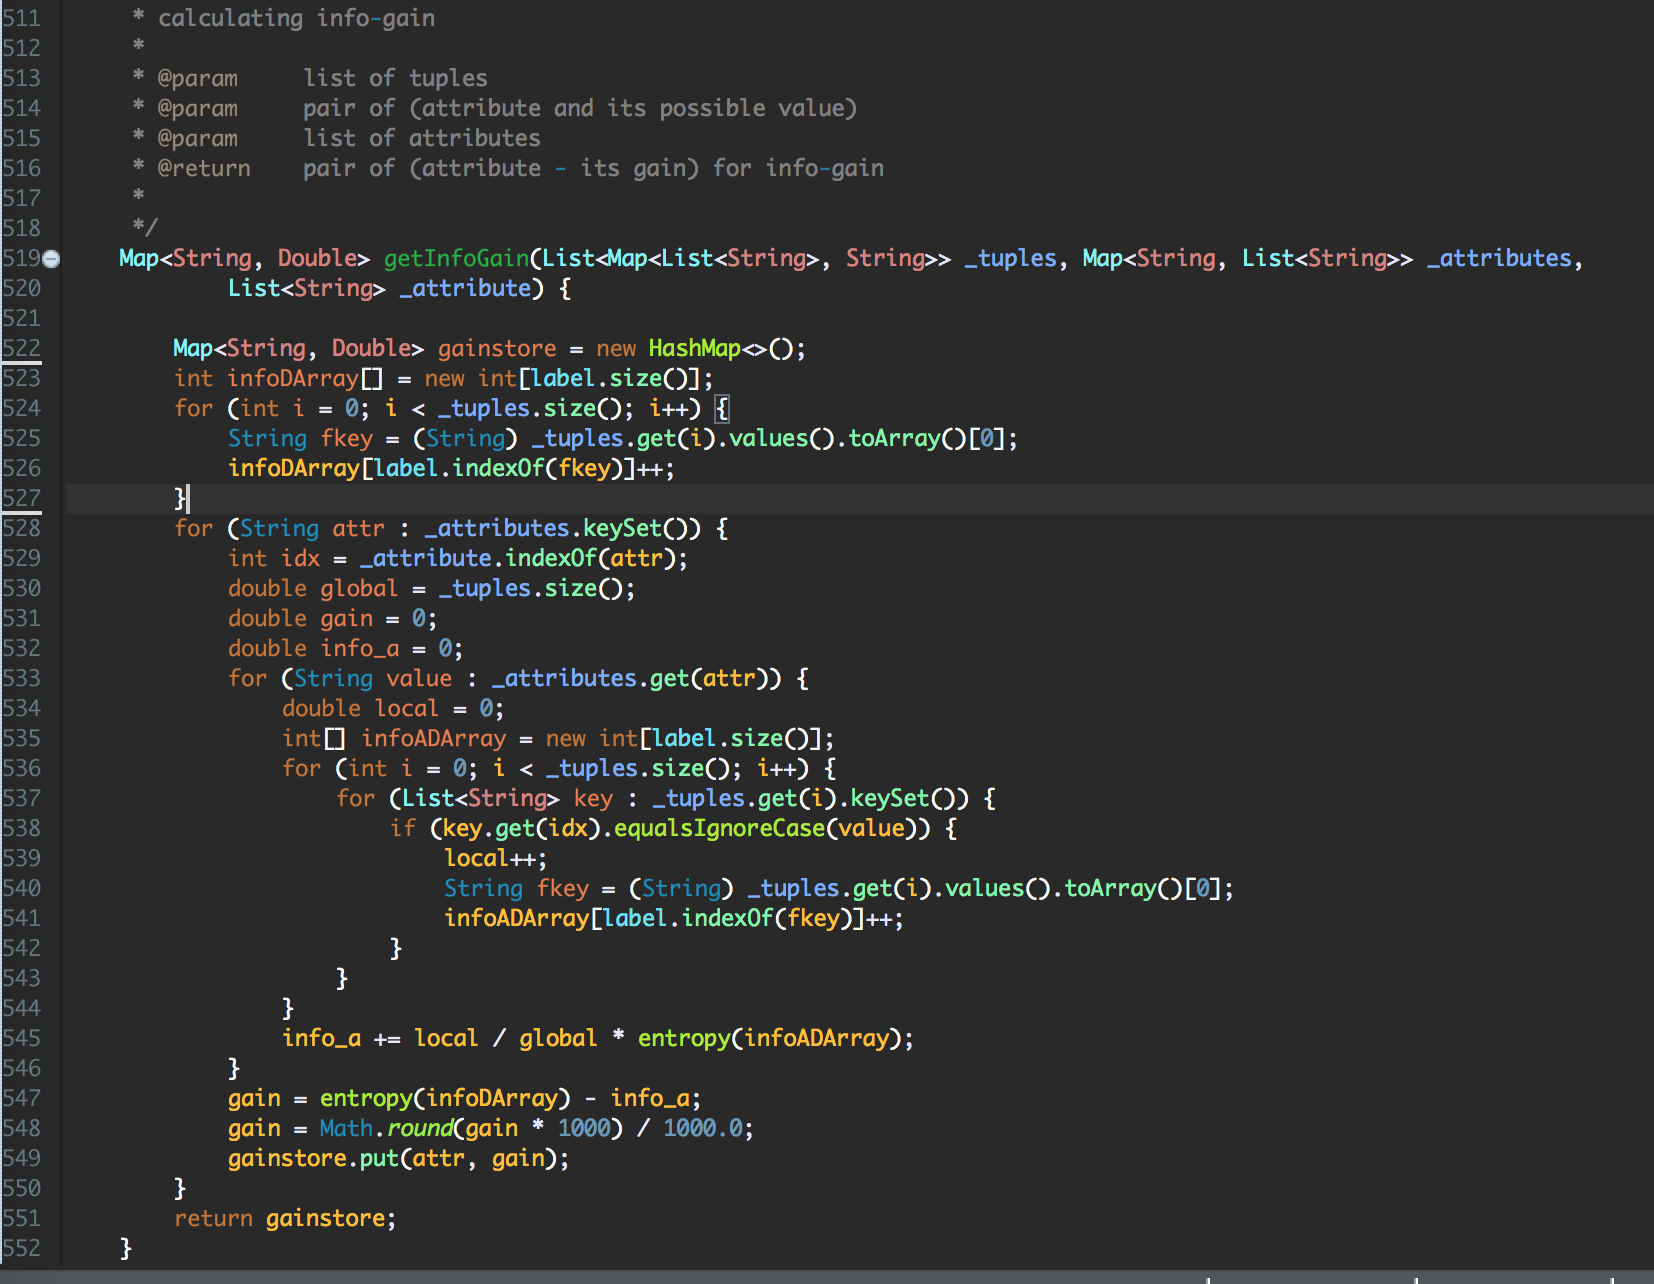 511 * calculating info-gain
512 *
513 * @param list of tuples
514 * @param pair of (attribute and its possible value)
515 * @param list of attributes
516 * @return pair of (attribute - its gain) for info-gain
517 *
518 */
519 Map<String, Double> getInfoGain(List<Map<List<String>, String>> _tuples, Map<String, List<String>> _attributes,
520 List<String> _attribute) {
521
522 Map<String, Double> gainstore = new HashMap<>();
523 int infoDArray[] = new int[label.size()];
524 for (int i = 0; i < _tuples.size(); i++) {
525 String fkey = (String) _tuples.get(i).values().toArray()[0];
526 infoDArray[label.indexOf(fkey)]++;
527 }
528 for (String attr : _attributes.keySet()) {
529 int idx = _attribute.indexOf(attr);
530 double global = _tuples.size();
531 double gain = 0;
532 double info_a = 0;
533 for (String value : _attributes.get(attr)) {
534 double local = 0;
535 int[] infoADArray = new int[label.size()];
536 for (int i = 0; i < _tuples.size(); i++) {
537 for (List<String> key : _tuples.get(i).keySet()) {
538 if (key.get(idx).equalsIgnoreCase(value)) {
539 local++;
540 String fkey = (String) _tuples.get(i).values().toArray()[0];
541 infoADArray[label.indexOf(fkey)]++;
542 }
543 }
544 }
545 info_a += local / global * entropy(infoADArray);
546 }
547 gain = entropy(infoDArray) - info_a;
548 gain = Math.round(gain * 1000) / 1000.0;
549 gainstore.put(attr, gain);
550 }
551 return gainstore;
552 }